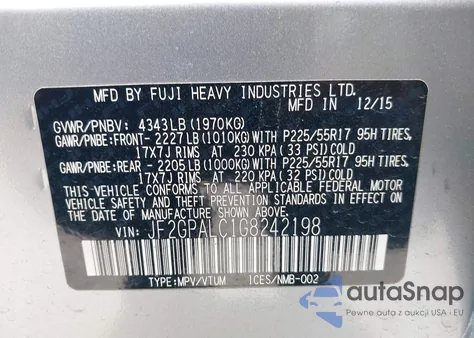 MFD BY FUJI HEAVY INDUSTRIES LTD.
MFD IN 12/15
GVWR/PNBV: 4343LB (1970KG)
GAWR/PNBE:FRONT- 2227LB (1010KG)WITH P225/55R17 95H TIRES,
17X7J RIMS AT 230 KPA (33 PSI)COLD
GAWR/PNBE:REAR - 2205LB (1000KG)WITH P225/55R17 95H TIRES,
17X7J RIMS AT 220 KPA (32 PSI)COLD
THIS VEHICLE CONFORMS TO ALL APPLICABLE FEDERAL MOTOR
VEHICLE SAFETY AND BUMPER STANDARDS IN EFFECT ON THE DATE OF
MANUFACTURE SHOWN ABOVE.
VIN: JF2GPALC1G8242198
TYPE:MPV/VTUM ICES/NMB-002
autoSnap
Pewne auto z aukcji USA i EU